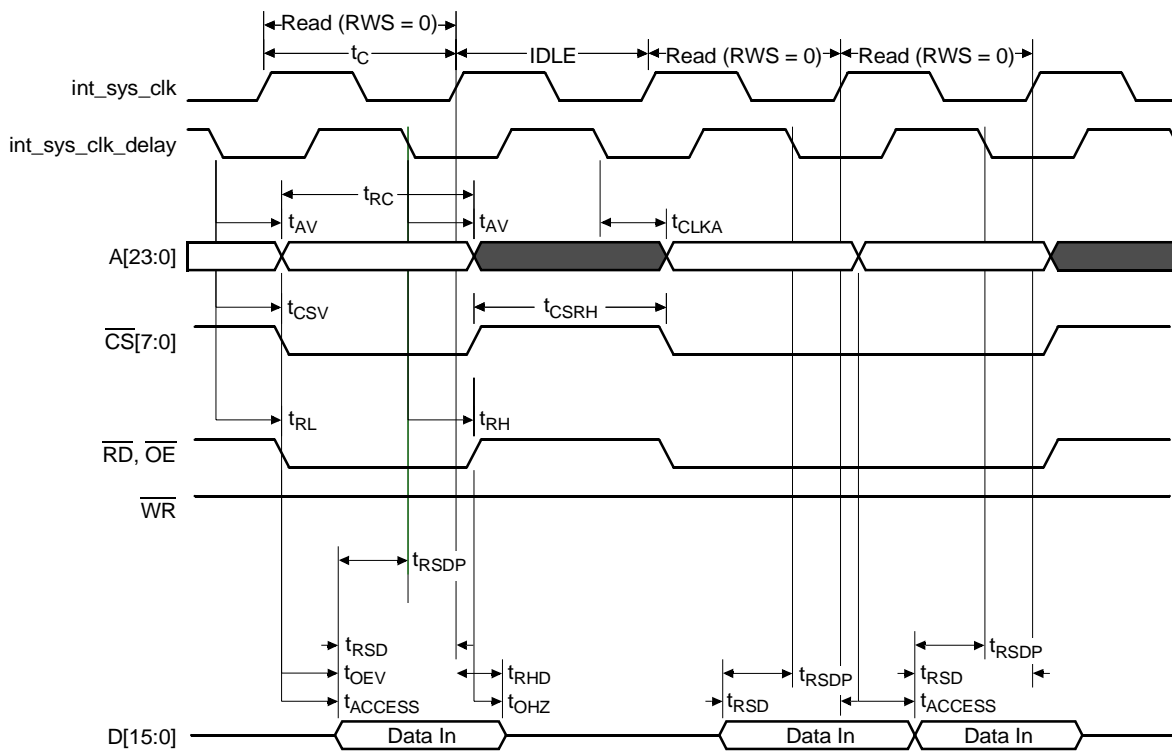 Read (RWS = 0)
tC
IDLE
Read (RWS = 0)
Read (RWS = 0)
int_sys_clk
int_sys_clk_delay
tRC
tAV
tAV
tCLKA
A[23:0]
tCSV
tCSRH
CS[7:0]
tRL
tRH
RD, OE
WR
tRSDP
tRSD
tRSDP
tOEV
tRHD
tRSDP
tRSD
tACCESS
tOHZ
tRSD
tACCESS
D[15:0]
Data In
Data In
Data In